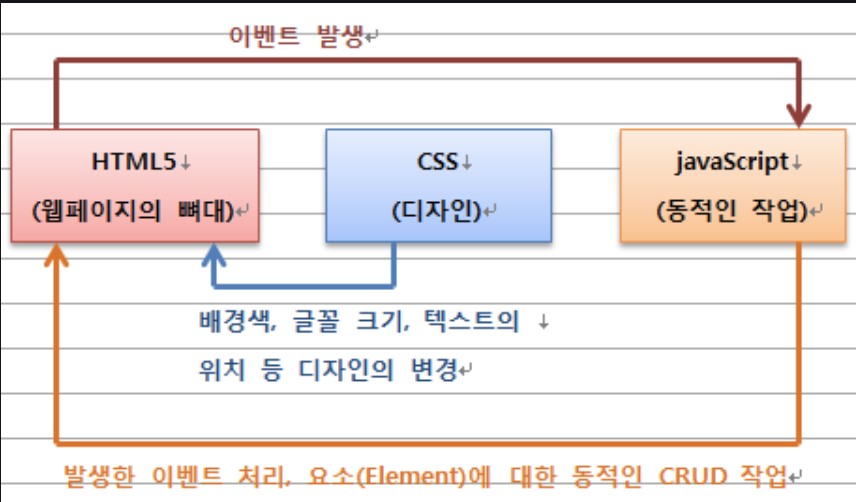 이벤트 발생
HTML5
(웹페이지의 뼈대)
CSS
(디자인)
javaScript
(동적인 작업)
배경색, 글꼴 크기, 텍스트의
위치 등 디자인의 변경
발생한 이벤트 처리, 요소(Element)에 대한 동적인 CRUD 작업